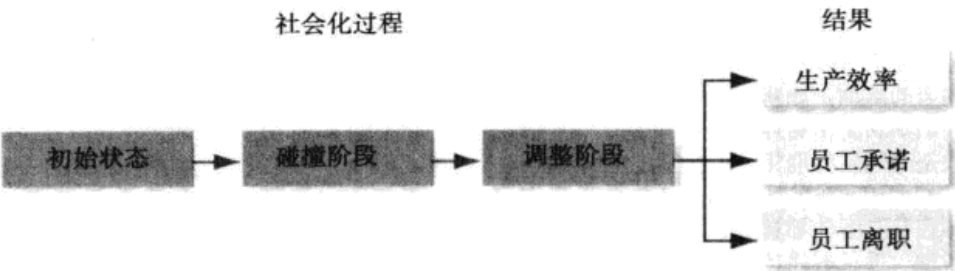 社会化过程
结果
生产效率
初始状态
碰撞阶段
调整阶段
员工承诺
员工离职